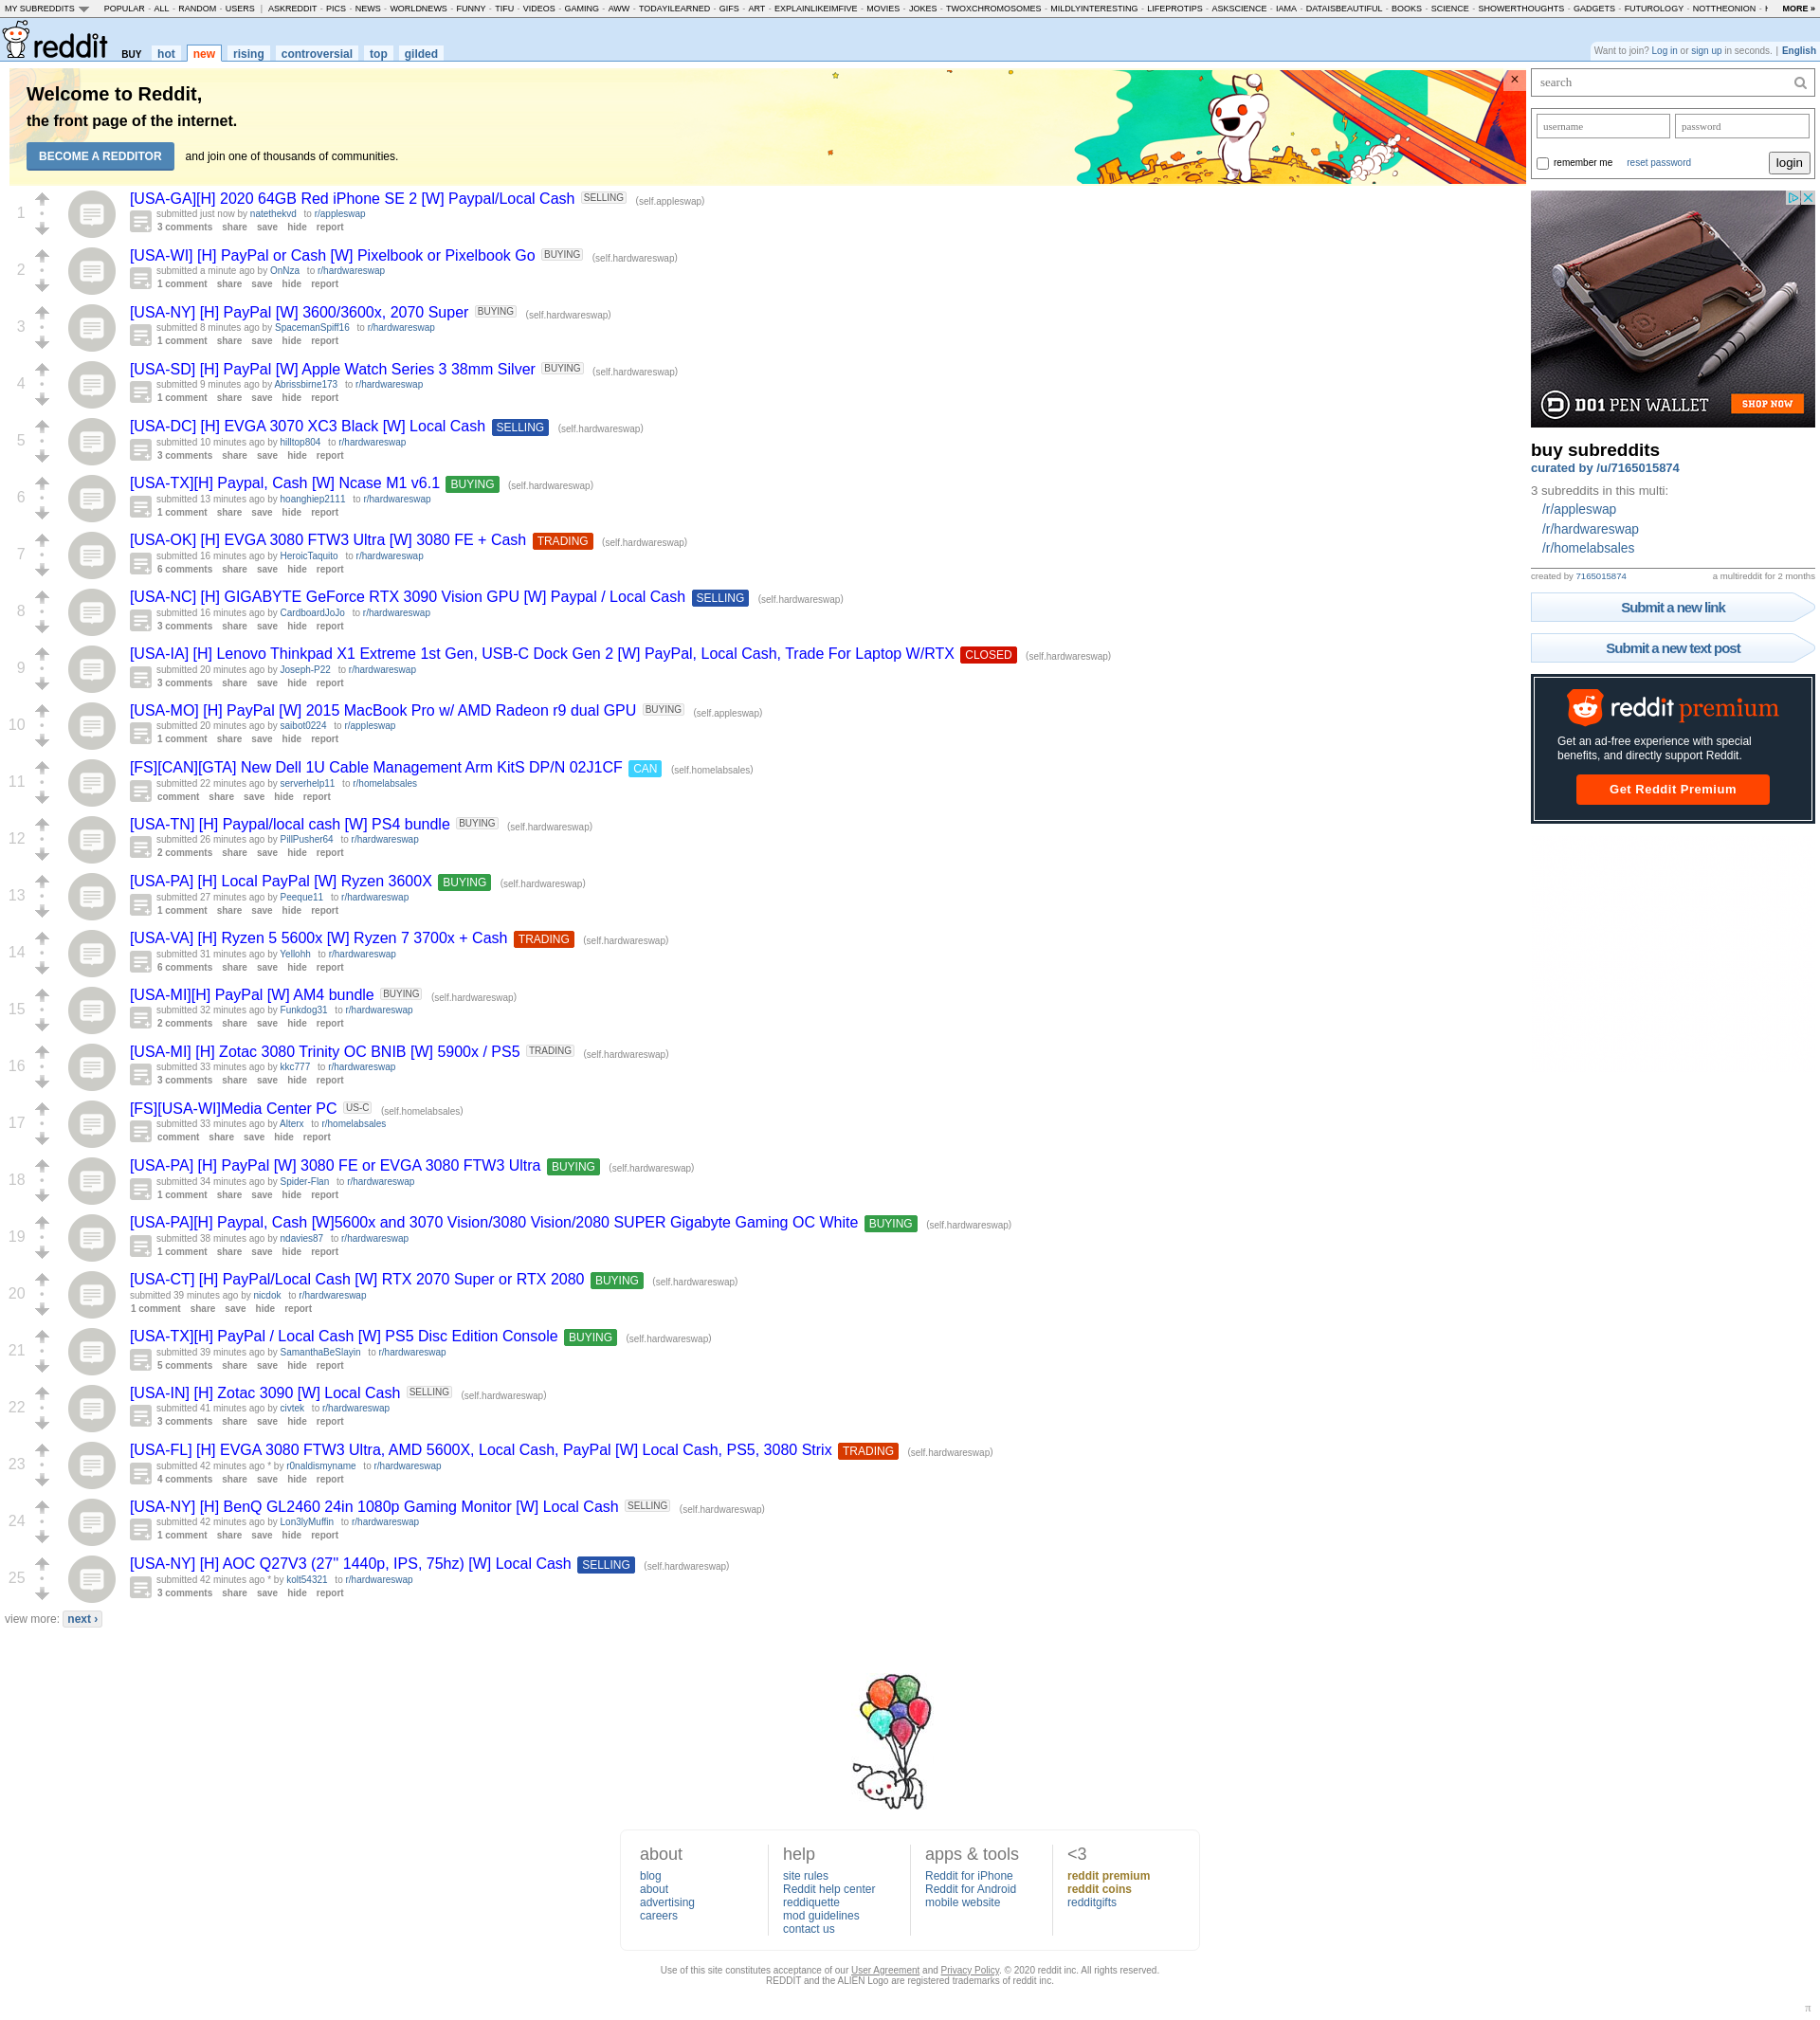 MY SUBREDDITS POPULAR - ALL - RANDOM - USERS | ASKREDDIT - PICS - NEWS - WORLDNEWS - FUNNY - TIFU - VIDEOS - GAMING - AWW - TODAYILEARNED - GIFS - ART - EXPLAINLIKEIMFIVE - MOVIES - JOKES - TWOXCHROMOSOMES - MILDLYINTERESTING - LIFEPROTIPS - ASKSCIENCE - IAMA - DATAISBEAUTIFUL - BOOKS - SCIENCE - SHOWERTHOUGHTS - GADGETS - FUTUROLOGY - NOTTHEONION - MORE »
reddit BUY hot new rising controversial top gilded
Want to join? Log in or sign up in seconds. | English
Welcome to Reddit,
the front page of the internet.
BECOME A REDDITOR and join one of thousands of communities.
×
1
[USA-GA][H] 2020 64GB Red iPhone SE 2 [W] Paypal/Local Cash SELLING (self.appleswap)
submitted just now by natethekvd to r/appleswap
3 comments share save hide report
2
[USA-WI] [H] PayPal or Cash [W] Pixelbook or Pixelbook Go BUYING (self.hardwareswap)
submitted a minute ago by OnNza to r/hardwareswap
1 comment share save hide report
3
[USA-NY] [H] PayPal [W] 3600/3600x, 2070 Super BUYING (self.hardwareswap)
submitted 8 minutes ago by SpacemanSpiff16 to r/hardwareswap
1 comment share save hide report
4
[USA-SD] [H] PayPal [W] Apple Watch Series 3 38mm Silver BUYING (self.hardwareswap)
submitted 9 minutes ago by Abrissbirne173 to r/hardwareswap
1 comment share save hide report
5
[USA-DC] [H] EVGA 3070 XC3 Black [W] Local Cash SELLING (self.hardwareswap)
submitted 10 minutes ago by hilltop804 to r/hardwareswap
3 comments share save hide report
6
[USA-TX][H] Paypal, Cash [W] Ncase M1 v6.1 BUYING (self.hardwareswap)
submitted 13 minutes ago by hoanghiep2111 to r/hardwareswap
1 comment share save hide report
7
[USA-OK] [H] EVGA 3080 FTW3 Ultra [W] 3080 FE + Cash TRADING (self.hardwareswap)
submitted 16 minutes ago by HeroicTaquito to r/hardwareswap
6 comments share save hide report
8
[USA-NC] [H] GIGABYTE GeForce RTX 3090 Vision GPU [W] Paypal / Local Cash SELLING (self.hardwareswap)
submitted 16 minutes ago by CardboardJoJo to r/hardwareswap
3 comments share save hide report
9
[USA-IA] [H] Lenovo Thinkpad X1 Extreme 1st Gen, USB-C Dock Gen 2 [W] PayPal, Local Cash, Trade For Laptop W/RTX CLOSED (self.hardwareswap)
submitted 20 minutes ago by Joseph-P22 to r/hardwareswap
3 comments share save hide report
10
[USA-MO] [H] PayPal [W] 2015 MacBook Pro w/ AMD Radeon r9 dual GPU BUYING (self.appleswap)
submitted 20 minutes ago by saibot0224 to r/appleswap
1 comment share save hide report
11
[FS][CAN][GTA] New Dell 1U Cable Management Arm KitS DP/N 02J1CF CAN (self.homelabsales)
submitted 22 minutes ago by serverhelp11 to r/homelabsales
comment share save hide report
12
[USA-TN] [H] Paypal/local cash [W] PS4 bundle BUYING (self.hardwareswap)
submitted 26 minutes ago by PillPusher64 to r/hardwareswap
2 comments share save hide report
13
[USA-PA] [H] Local PayPal [W] Ryzen 3600X BUYING (self.hardwareswap)
submitted 27 minutes ago by Peeque11 to r/hardwareswap
1 comment share save hide report
14
[USA-VA] [H] Ryzen 5 5600x [W] Ryzen 7 3700x + Cash TRADING (self.hardwareswap)
submitted 31 minutes ago by Yellohh to r/hardwareswap
6 comments share save hide report
15
[USA-MI][H] PayPal [W] AM4 bundle BUYING (self.hardwareswap)
submitted 32 minutes ago by Funkdog31 to r/hardwareswap
2 comments share save hide report
16
[USA-MI] [H] Zotac 3080 Trinity OC BNIB [W] 5900x / PS5 TRADING (self.hardwareswap)
submitted 33 minutes ago by kkc777 to r/hardwareswap
3 comments share save hide report
17
[FS][USA-WI]Media Center PC US-C (self.homelabsales)
submitted 33 minutes ago by Alterx to r/homelabsales
comment share save hide report
18
[USA-PA] [H] PayPal [W] 3080 FE or EVGA 3080 FTW3 Ultra BUYING (self.hardwareswap)
submitted 34 minutes ago by Spider-Flan to r/hardwareswap
1 comment share save hide report
19
[USA-PA][H] Paypal, Cash [W]5600x and 3070 Vision/3080 Vision/2080 SUPER Gigabyte Gaming OC White BUYING (self.hardwareswap)
submitted 38 minutes ago by ndavies87 to r/hardwareswap
1 comment share save hide report
20
[USA-CT] [H] PayPal/Local Cash [W] RTX 2070 Super or RTX 2080 BUYING (self.hardwareswap)
submitted 39 minutes ago by nicdok to r/hardwareswap
1 comment share save hide report
21
[USA-TX][H] PayPal / Local Cash [W] PS5 Disc Edition Console BUYING (self.hardwareswap)
submitted 39 minutes ago by SamanthaBeSlayin to r/hardwareswap
5 comments share save hide report
22
[USA-IN] [H] Zotac 3090 [W] Local Cash SELLING (self.hardwareswap)
submitted 41 minutes ago by civtek to r/hardwareswap
3 comments share save hide report
23
[USA-FL] [H] EVGA 3080 FTW3 Ultra, AMD 5600X, Local Cash, PayPal [W] Local Cash, PS5, 3080 Strix TRADING (self.hardwareswap)
submitted 42 minutes ago * by r0naldismyname to r/hardwareswap
4 comments share save hide report
24
[USA-NY] [H] BenQ GL2460 24in 1080p Gaming Monitor [W] Local Cash SELLING (self.hardwareswap)
submitted 42 minutes ago by Lon3lyMuffin to r/hardwareswap
1 comment share save hide report
25
[USA-NY] [H] AOC Q27V3 (27" 1440p, IPS, 75hz) [W] Local Cash SELLING (self.hardwareswap)
submitted 42 minutes ago * by kolt54321 to r/hardwareswap
3 comments share save hide report
view more: next ›
search
username password
remember me reset password login
D01 PEN WALLET SHOP NOW
buy subreddits
curated by /u/7165015874
3 subreddits in this multi:
/r/appleswap
/r/hardwareswap
/r/homelabsales
created by 7165015874 a multireddit for 2 months
Submit a new link
Submit a new text post
reddit premium
Get an ad-free experience with special
benefits, and directly support Reddit.
Get Reddit Premium
about
blog
about
advertising
careers
help
site rules
Reddit help center
reddiquette
mod guidelines
contact us
apps & tools
Reddit for iPhone
Reddit for Android
mobile website
<3
reddit premium
reddit coins
redditgifts
Use of this site constitutes acceptance of our User Agreement and Privacy Policy. © 2020 reddit inc. All rights reserved.
REDDIT and the ALIEN Logo are registered trademarks of reddit inc.
π